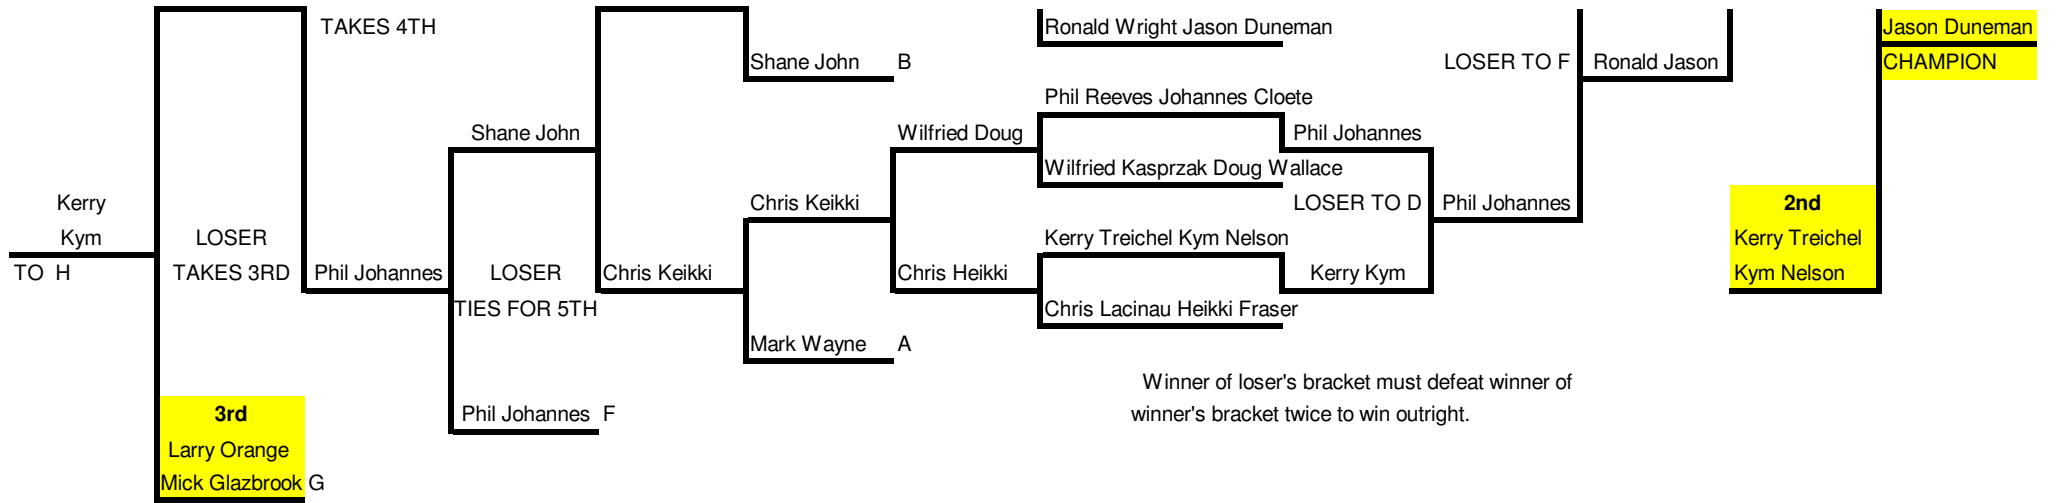 TAKES 4TH
Ronald Wright Jason Duneman
Jason Duneman
Shane John B
LOSER TO F
Ronald Jason
CHAMPION
Phil Reeves Johannes Cloete
Shane John
Wilfried Doug
Phil Johannes
Wilfried Kasprzak Doug Wallace
Kerry
Chris Keikki
LOSER TO D
Phil Johannes
2nd
Kym
LOSER
Kerry Treichel Kym Nelson
Kerry Treichel
TO H
TAKES 3RD
Phil Johannes
LOSER
Chris Keikki
Chris Heikki
Kerry Kym
Kym Nelson
TIES FOR 5TH
Chris Lacinau Heikki Fraser
Mark Wayne A
Winner of loser's bracket must defeat winner of
winner's bracket twice to win outright.
3rd
Phil Johannes F
Larry Orange
Mick Glazbrook G